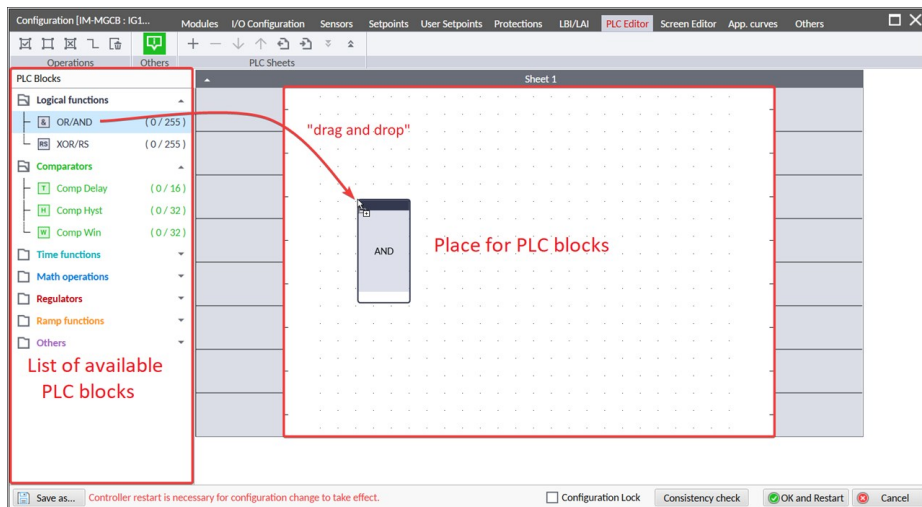 Configuration [IM-MGCB : IG1...
Modules I/O Configuration Sensors Setpoints User Setpoints Protections LBI/LAI PLC Editor Screen Editor App. curves Others
Operations Others PLC Sheets
PLC Blocks
Sheet 1
Logical functions
& OR/AND ( 0 / 255 )
RS XOR/RS ( 0 / 255 )
Comparators
T Comp Delay ( 0 / 16 )
H Comp Hyst ( 0 / 32 )
W Comp Win ( 0 / 32 )
Time functions
Math operations
Regulators
Ramp functions
Others
List of available
PLC blocks
"drag and drop"
AND
Place for PLC blocks
Save as... Controller restart is necessary for configuration change to take effect. Configuration Lock Consistency check OK and Restart Cancel